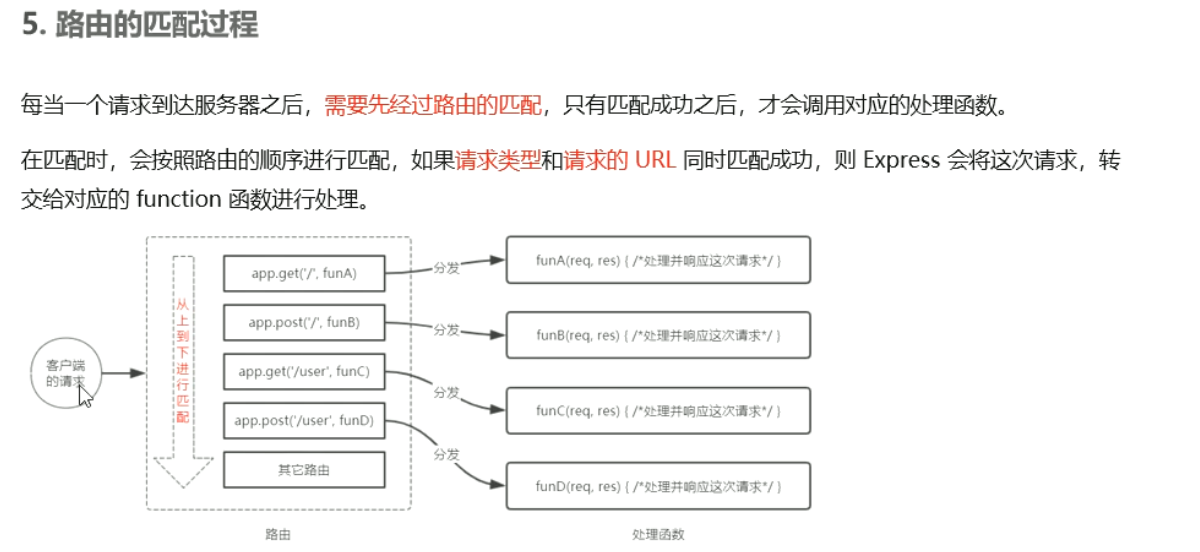 5. 路由的匹配过程
每当一个请求到达服务器之后，需要先经过路由的匹配，只有匹配成功之后，才会调用对应的处理函数。
在匹配时，会按照路由的顺序进行匹配，如果请求类型和请求的 URL 同时匹配成功，则 Express 会将这次请求，转
交给对应的 function 函数进行处理。
客户端
的请求
从上到下进行匹配
app.get('/', funA)
app.post('/', funB)
app.get('/user', funC)
app.post('/user', funD)
其它路由
分发
分发
分发
分发
funA(req, res) { /*处理并响应这次请求*/ }
funB(req, res) { /*处理并响应这次请求*/ }
funC(req, res) { /*处理并响应这次请求*/ }
funD(req, res) { /*处理并响应这次请求*/ }
路由
处理函数